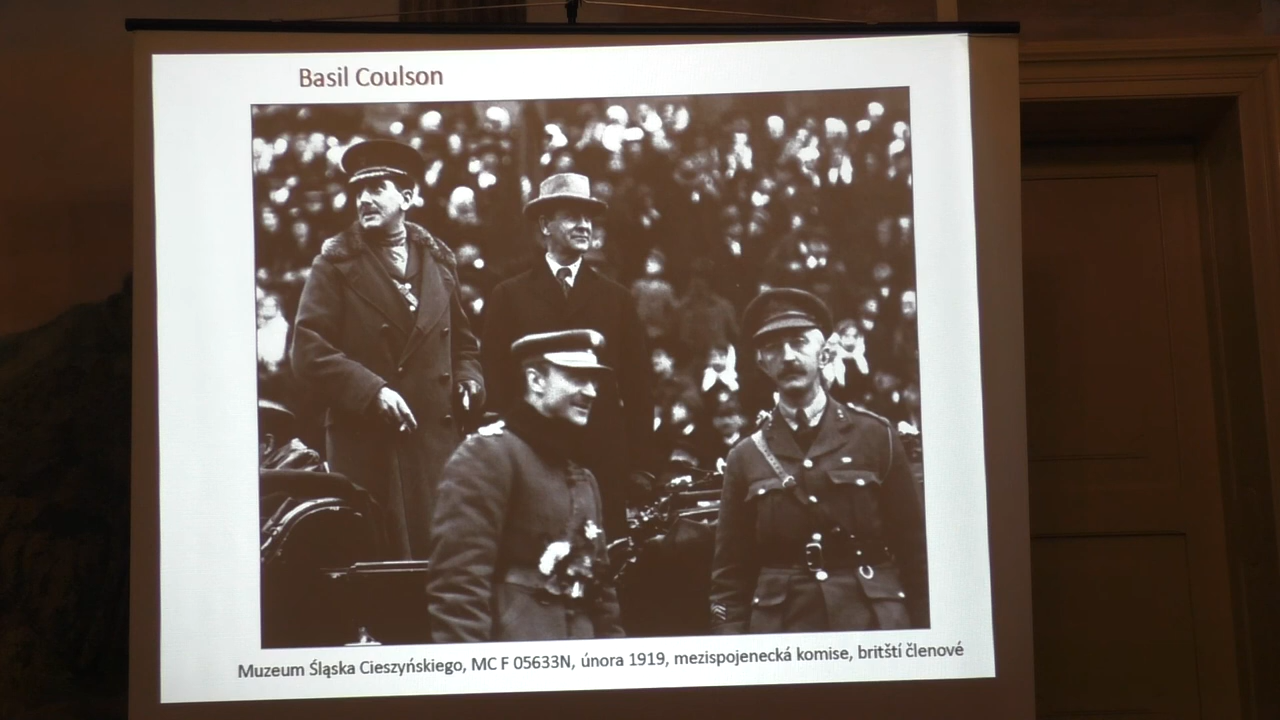 Basil Coulson
Muzeum Śląska Cieszyńskiego, MC F 05633N, února 1919, mezispojenecká komise, britští členové